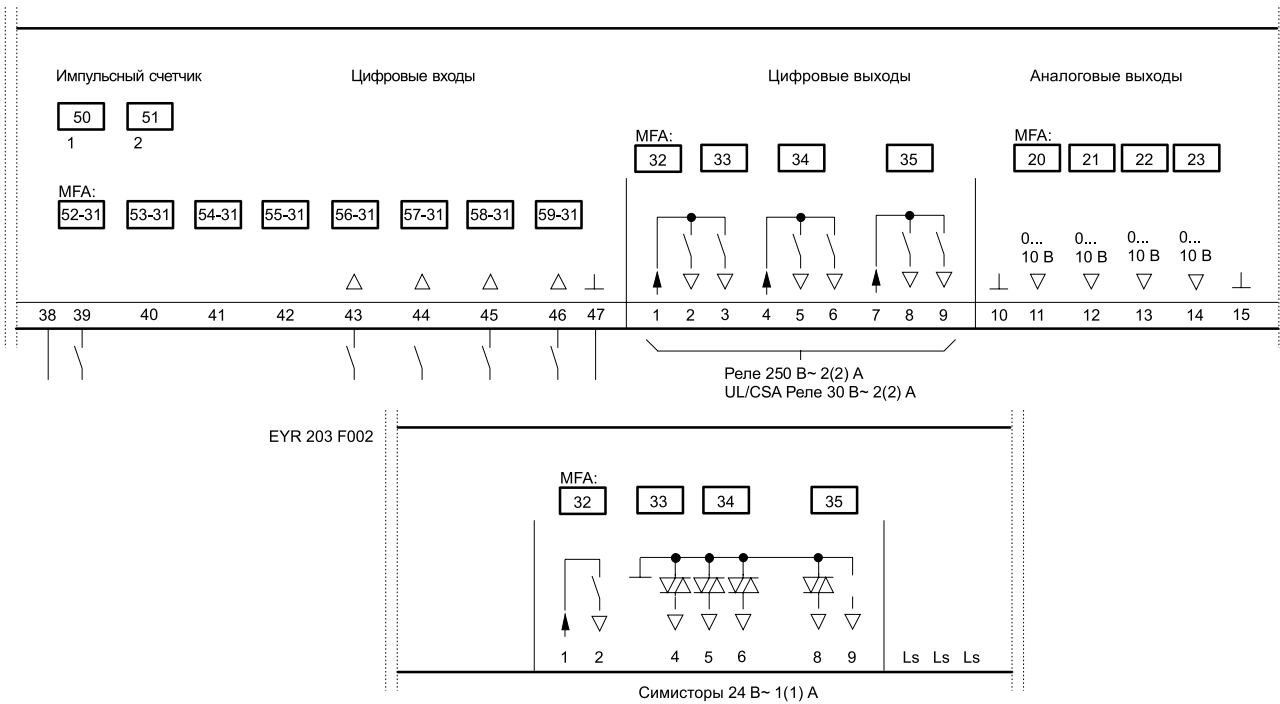 Импульсный счетчик Цифровые входы Цифровые выходы Аналоговые выходы
50 51
1 2
MFA: MFA:
32 33 34 35 20 21 22 23
MFA:
52-31 53-31 54-31 55-31 56-31 57-31 58-31 59-31
0... 0... 0... 0...
10 В 10 В 10 В 10 В
38 39 40 41 42 43 44 45 46 47 1 2 3 4 5 6 7 8 9 10 11 12 13 14 15
Реле 250 В~ 2(2) А
UL/CSA Реле 30 В~ 2(2) А
EYR 203 F002
MFA:
32 33 34 35
1 2 4 5 6 8 9 Ls Ls Ls
Симисторы 24 В~ 1(1) А